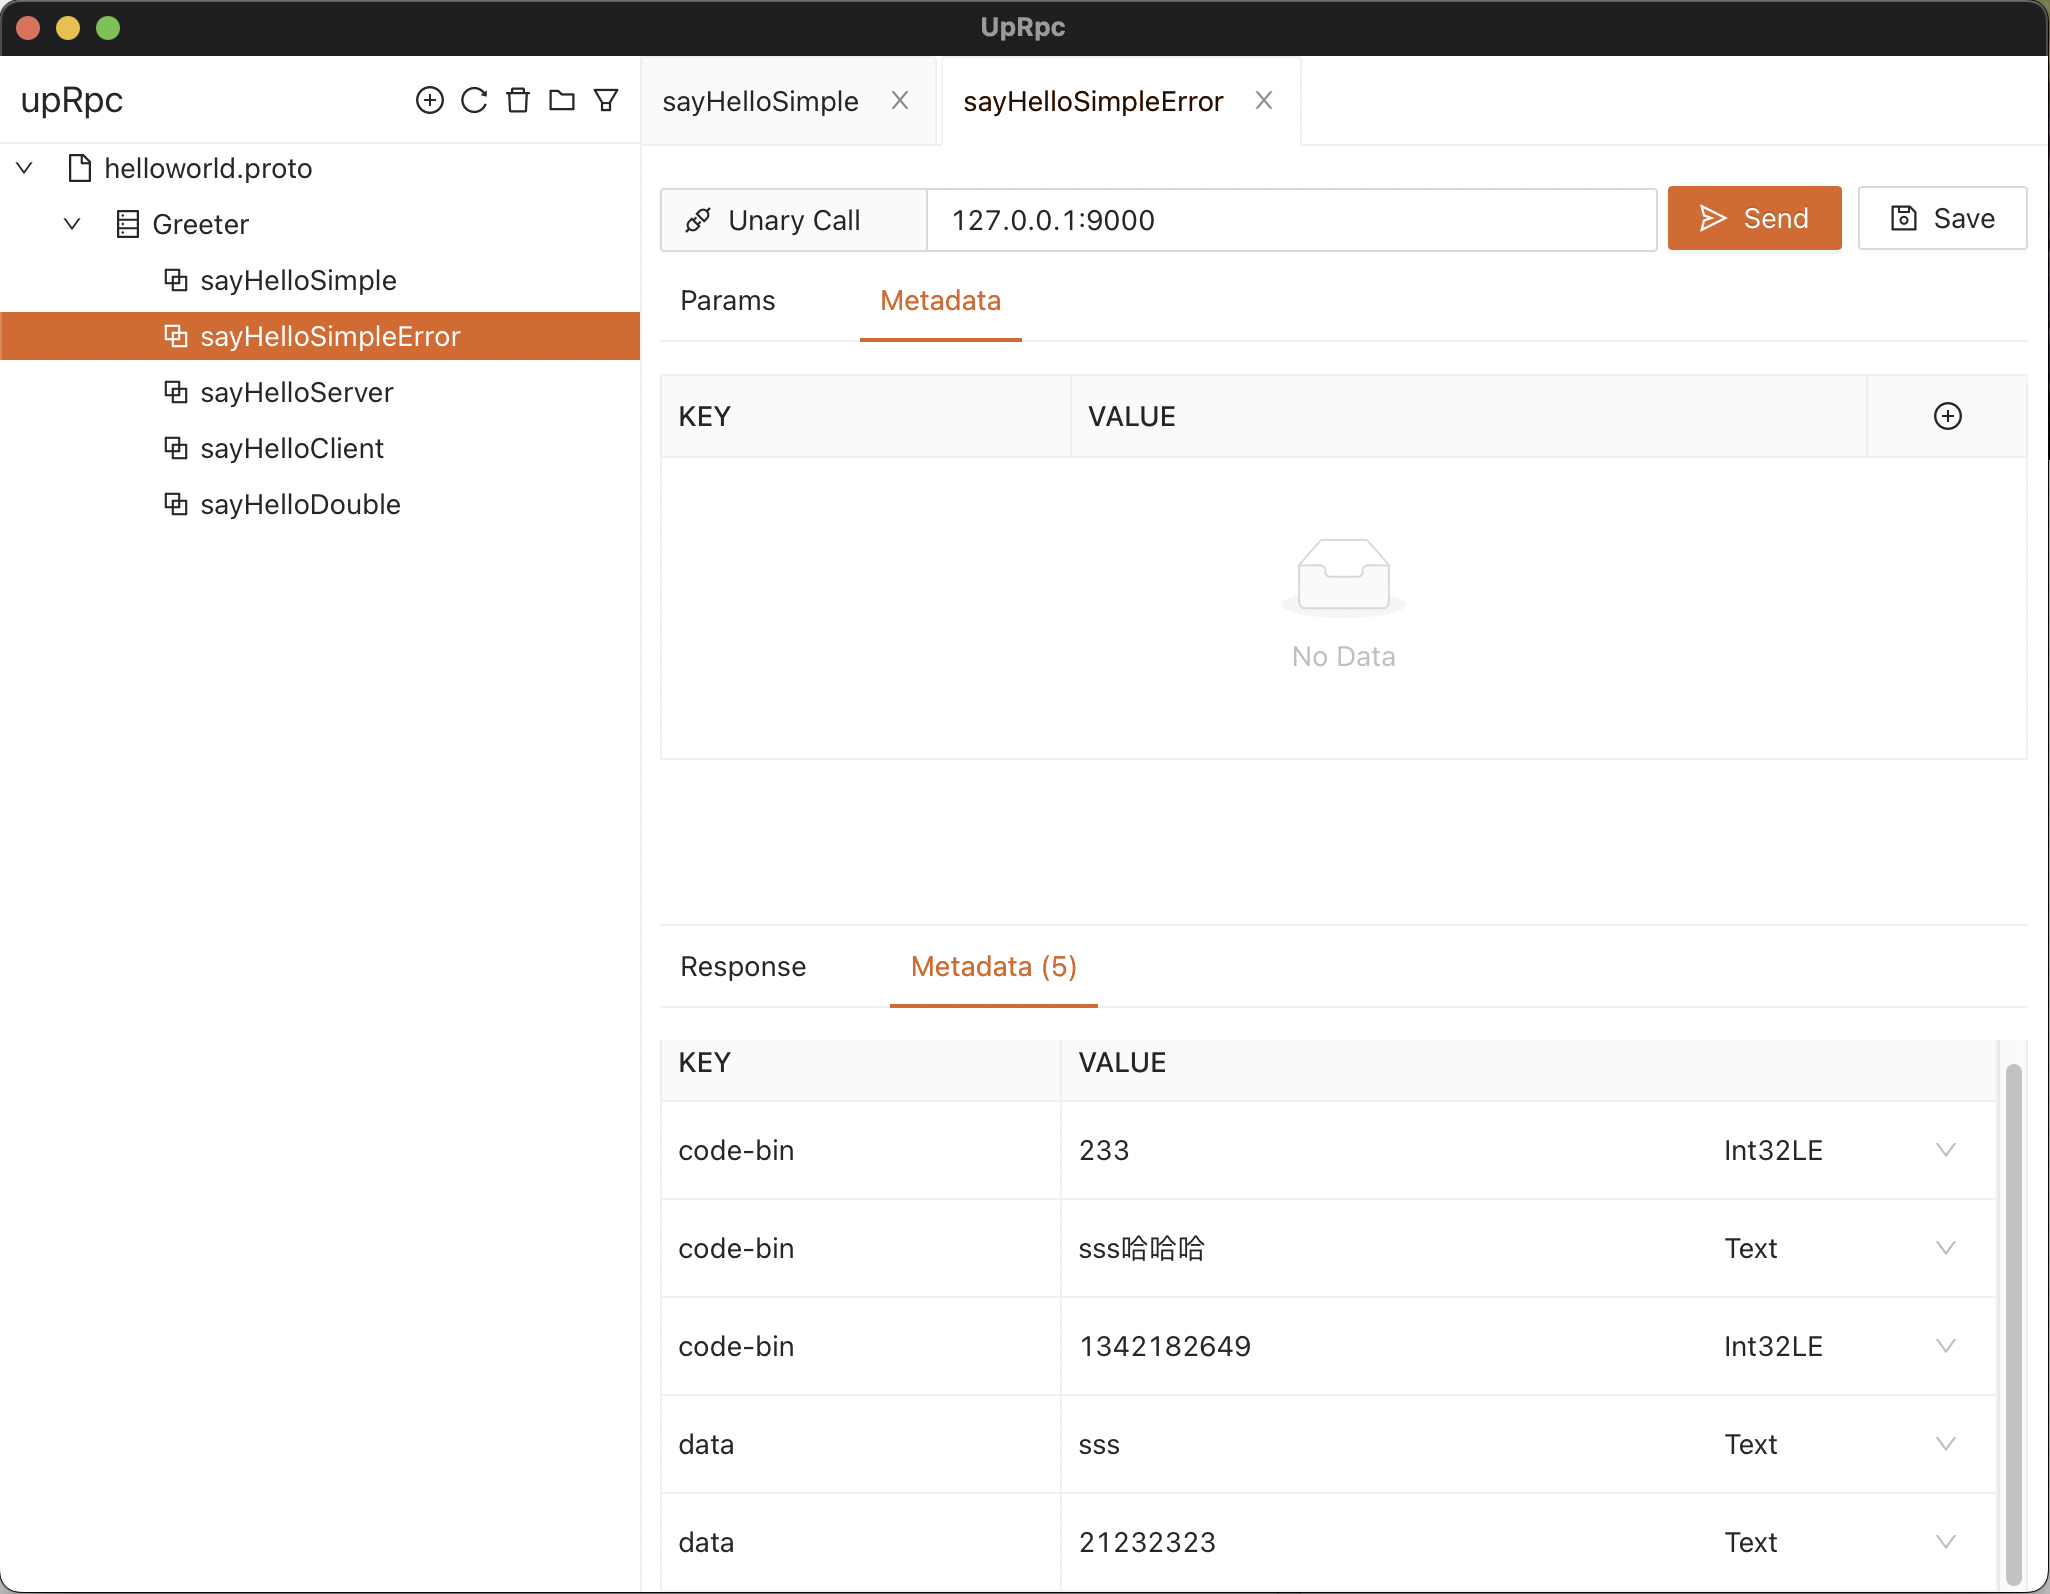 UpRpc
upRpc
helloworld.proto
Greeter
sayHelloSimple
sayHelloSimpleError
sayHelloServer
sayHelloClient
sayHelloDouble
sayHelloSimple
sayHelloSimpleError
Unary Call
127.0.0.1:9000
Send
Save
Params
Metadata
KEY
VALUE
No Data
Response
Metadata (5)
KEY
VALUE
code-bin
233
Int32LE
code-bin
sss哈哈哈
Text
code-bin
1342182649
Int32LE
data
sss
Text
data
21232323
Text